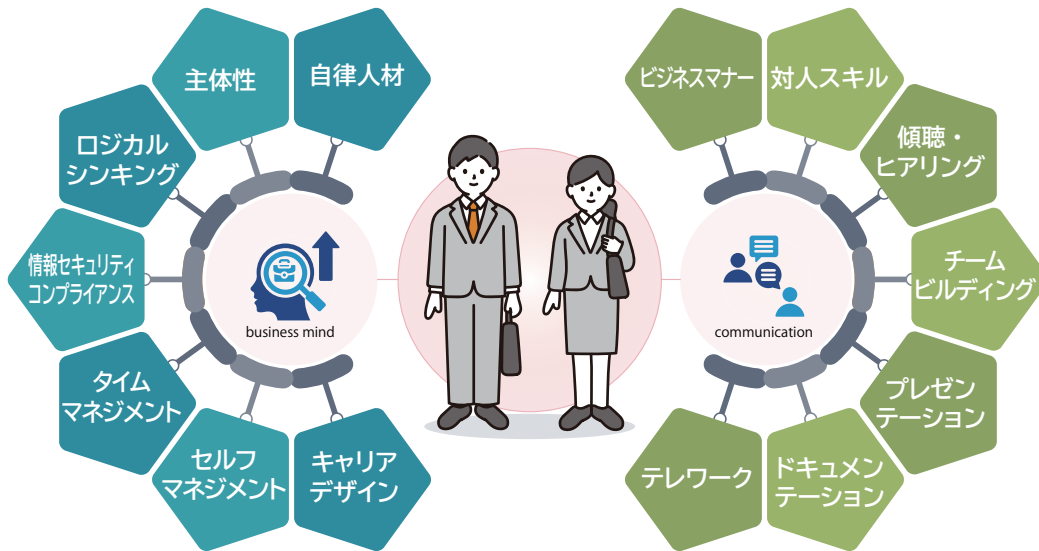 主体性
自律人材
ロジカル
シンキング
情報セキュリティ
コンプライアンス
タイム
マネジメント
セルフ
マネジメント
キャリア
デザイン
business mind
ビジネスマナー
対人スキル
傾聴・
ヒアリング
チーム
ビルディング
プレゼン
テーション
ドキュメン
テーション
テレワーク
communication